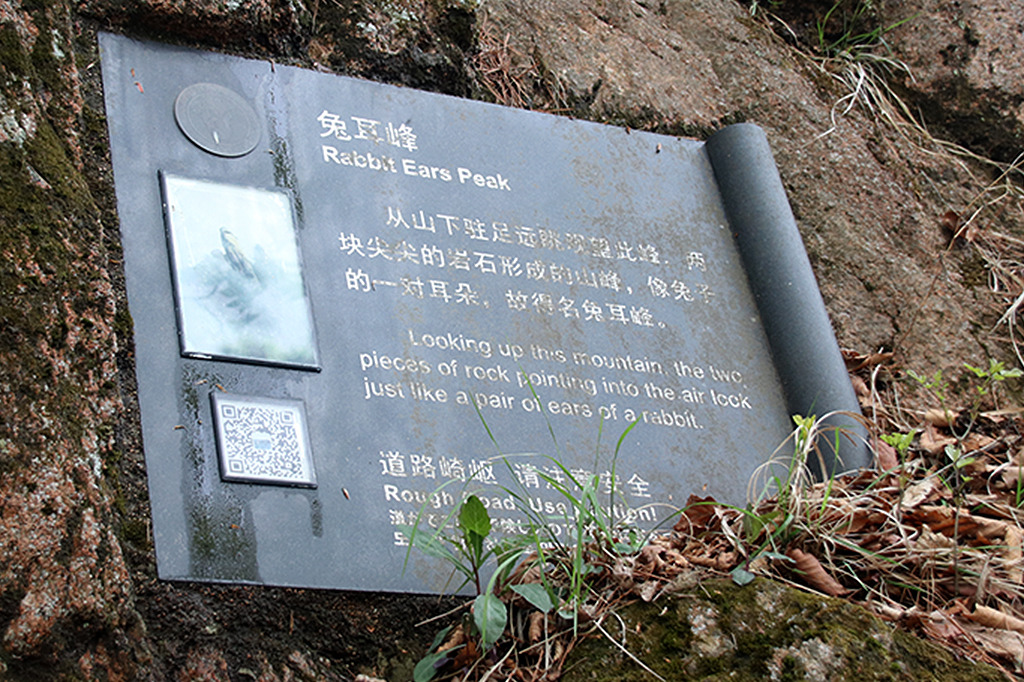 兔耳峰
Rabbit Ears Peak
从山下驻足远眺观望此峰，两
块尖尖的岩石形成的山峰，像兔子
的一对耳朵，故得名兔耳峰。
Looking up this mountain, the two
pieces of rock pointing into the air look
just like a pair of ears of a rabbit.
道路崎岖 请注意安全
Rough Road, Use Caution!